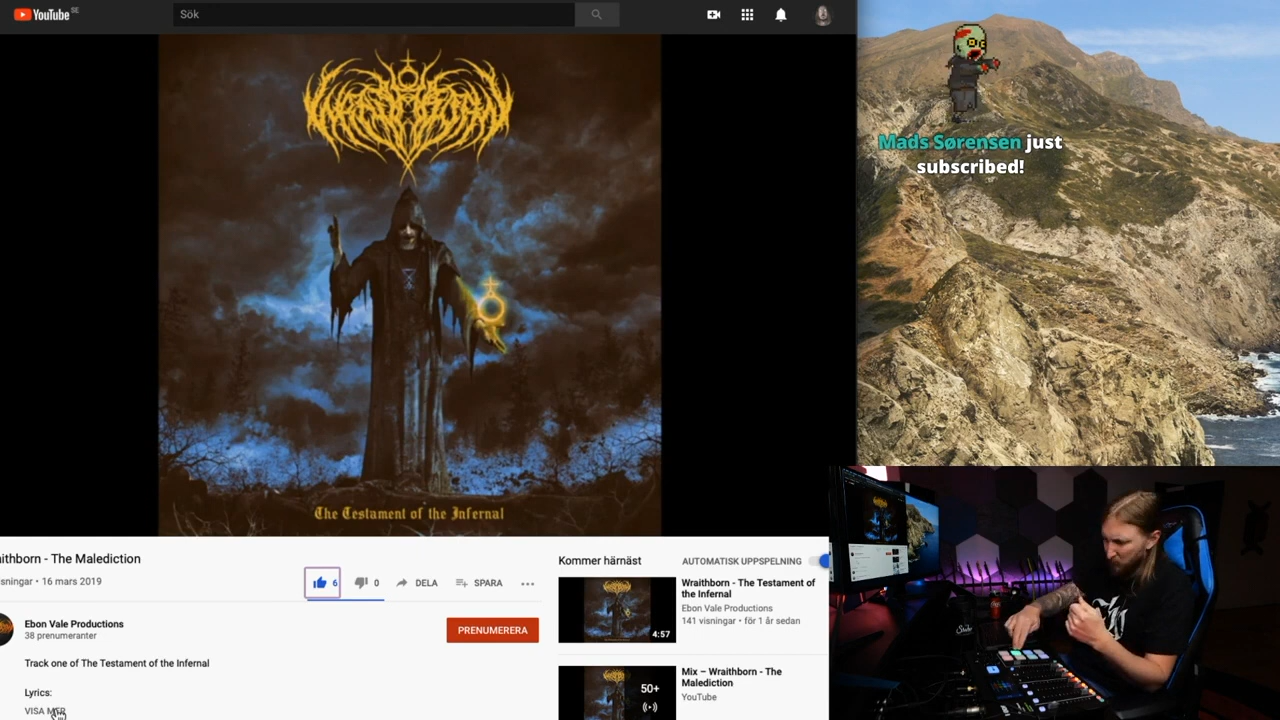 YouTube SE
Sök
WRAITHBORN
The Testament of the Infernal
Mads Sørensen just
subscribed!
aithborn - The Malediction
sningar • 16 mars 2019
6
0
DELA
SPARA
Ebon Vale Productions
38 prenumeranter
PRENUMERERA
Track one of The Testament of the Infernal
Lyrics:
VISA MER
Kommer härnäst
AUTOMATISK UPPSPELNING
4:57
Wraithborn - The Testament of
the Infernal
Ebon Vale Productions
141 visningar • för 1 år sedan
50+
Mix – Wraithborn - The
Malediction
YouTube